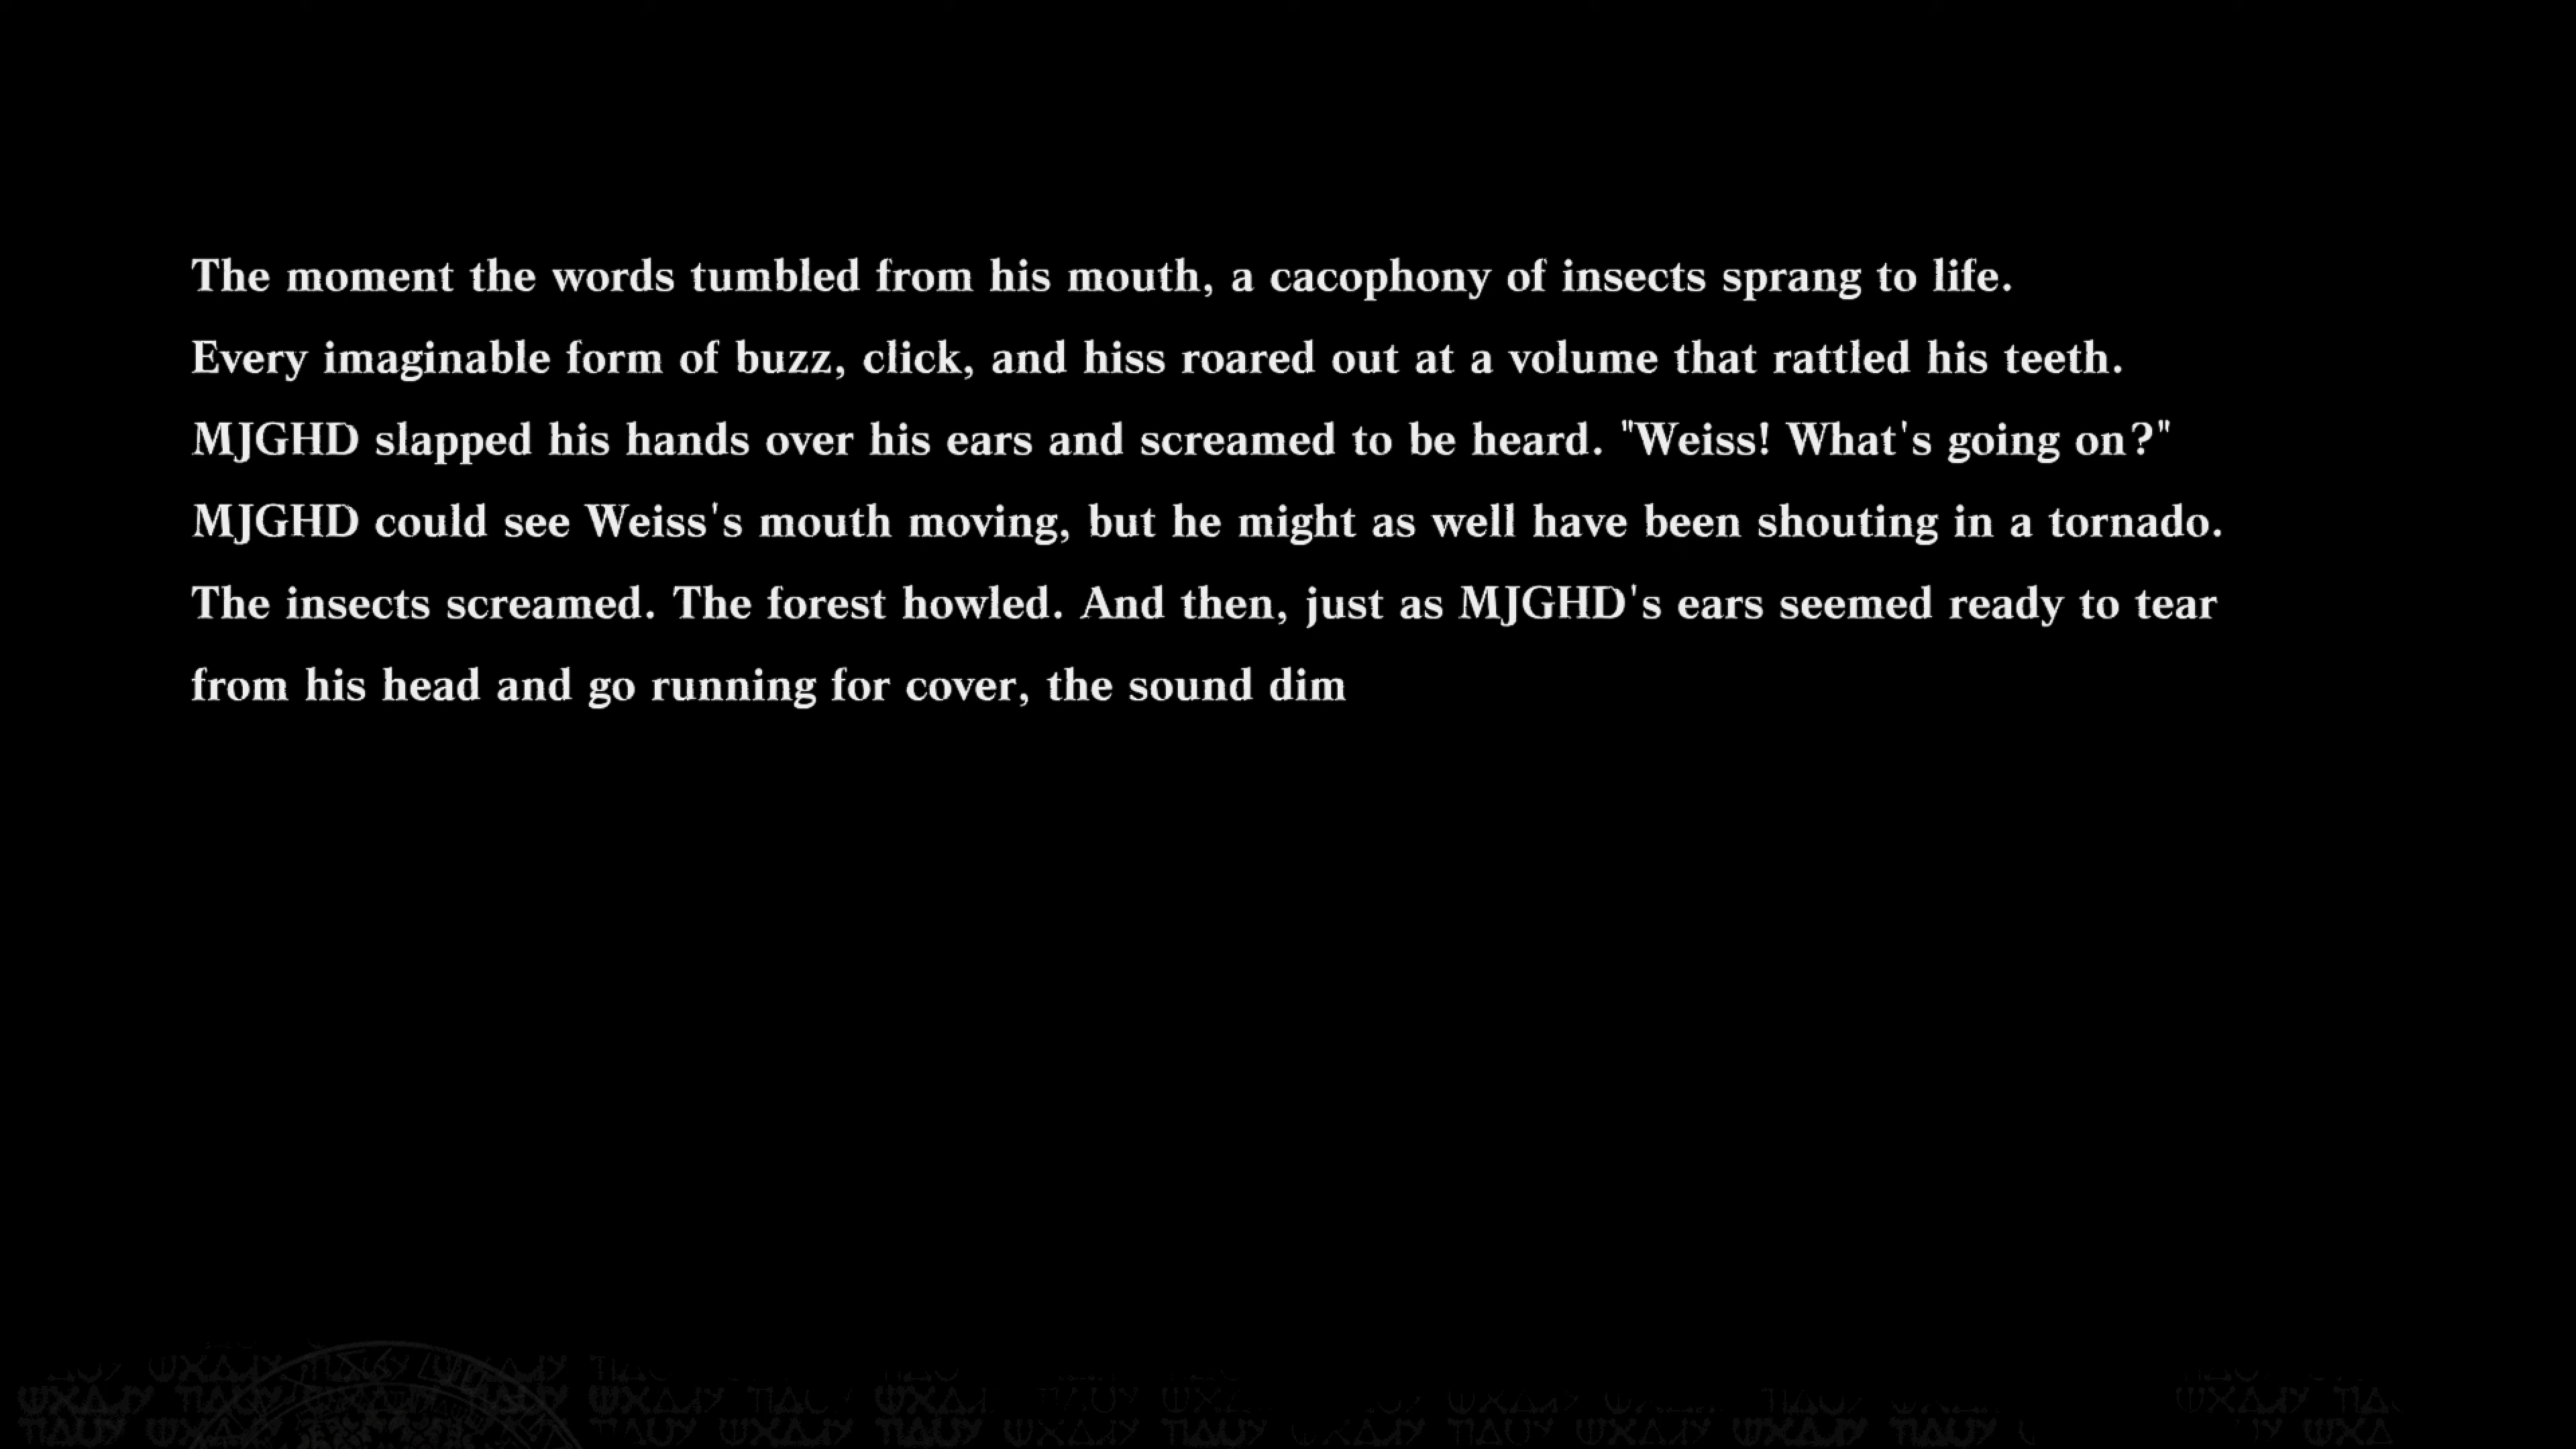 The moment the words tumbled from his mouth, a cacophony of insects sprang to life.
Every imaginable form of buzz, click, and hiss roared out at a volume that rattled his teeth.
MJGHD slapped his hands over his ears and screamed to be heard. "Weiss! What's going on?"
MJGHD could see Weiss's mouth moving, but he might as well have been shouting in a tornado.
The insects screamed. The forest howled. And then, just as MJGHD's ears seemed ready to tear
from his head and go running for cover, the sound dim